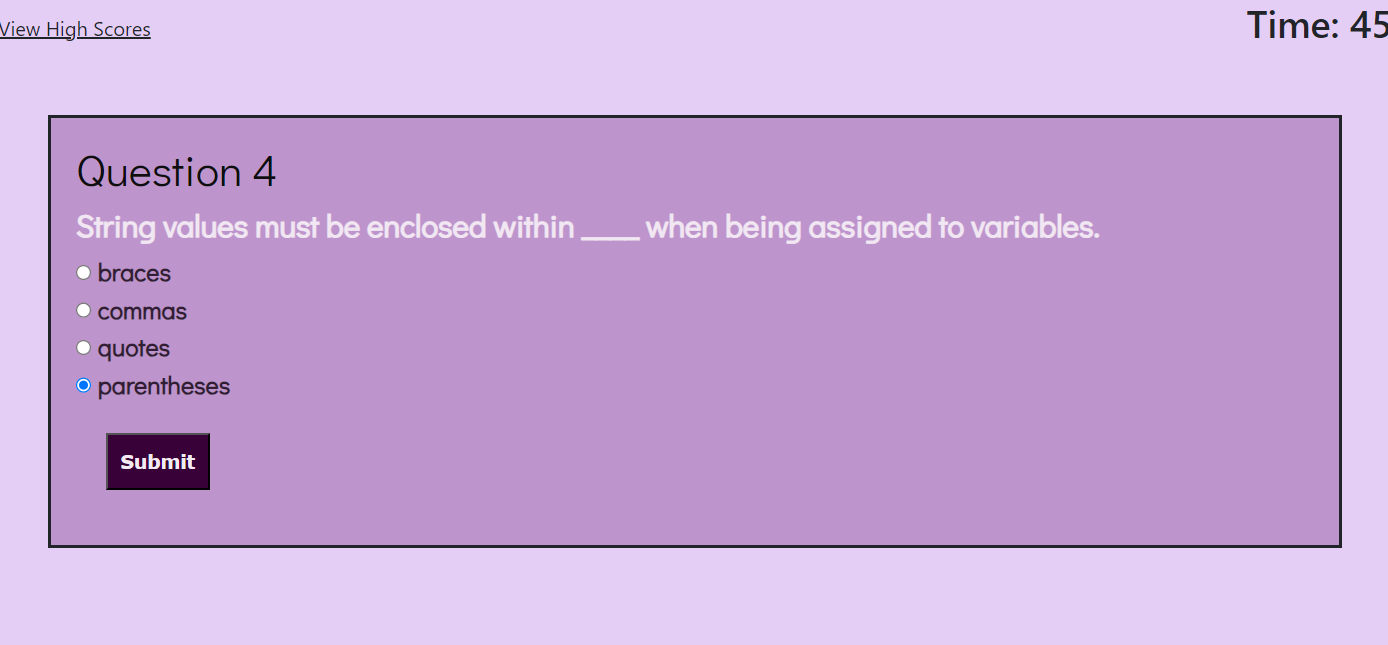 View High Scores
Time: 45
Question 4
String values must be enclosed within ____ when being assigned to variables.
braces
commas
quotes
parentheses
Submit